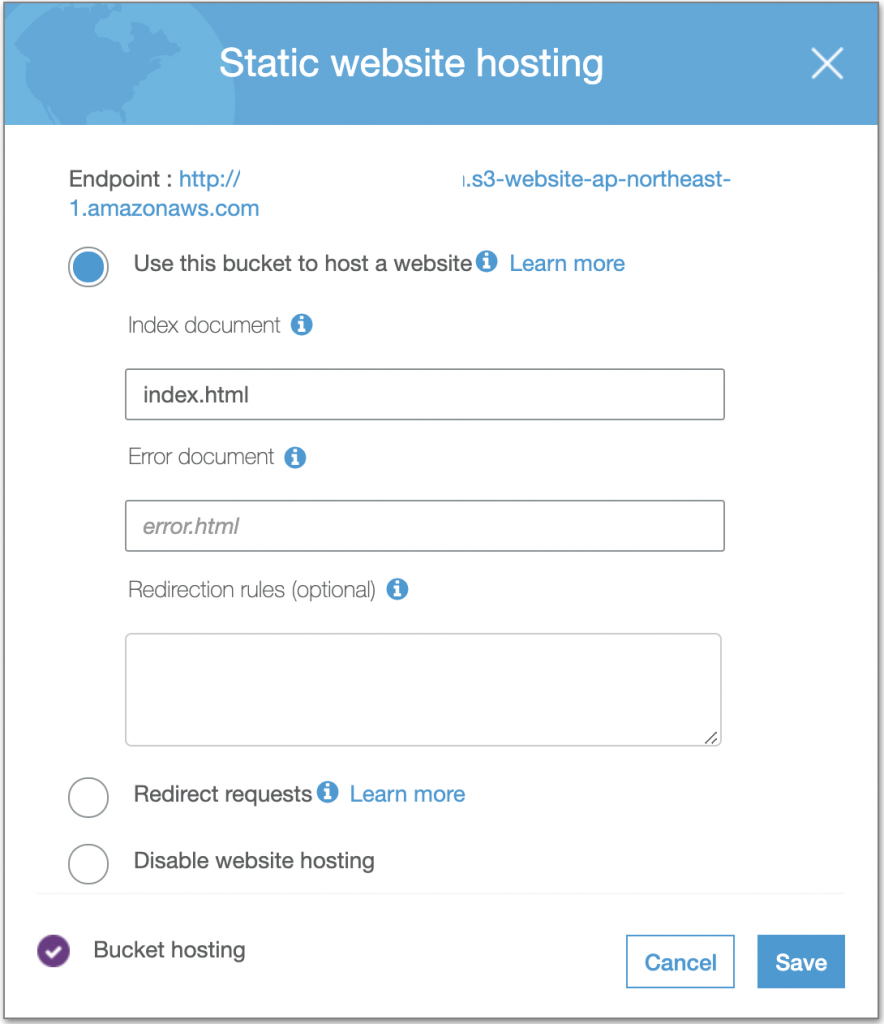 Static website hosting
Endpoint : http:// .s3-website-ap-northeast-
1.amazonaws.com
Use this bucket to host a website Learn more
Index document
index.html
Error document
error.html
Redirection rules (optional)
Redirect requests Learn more
Disable website hosting
Bucket hosting
Cancel Save